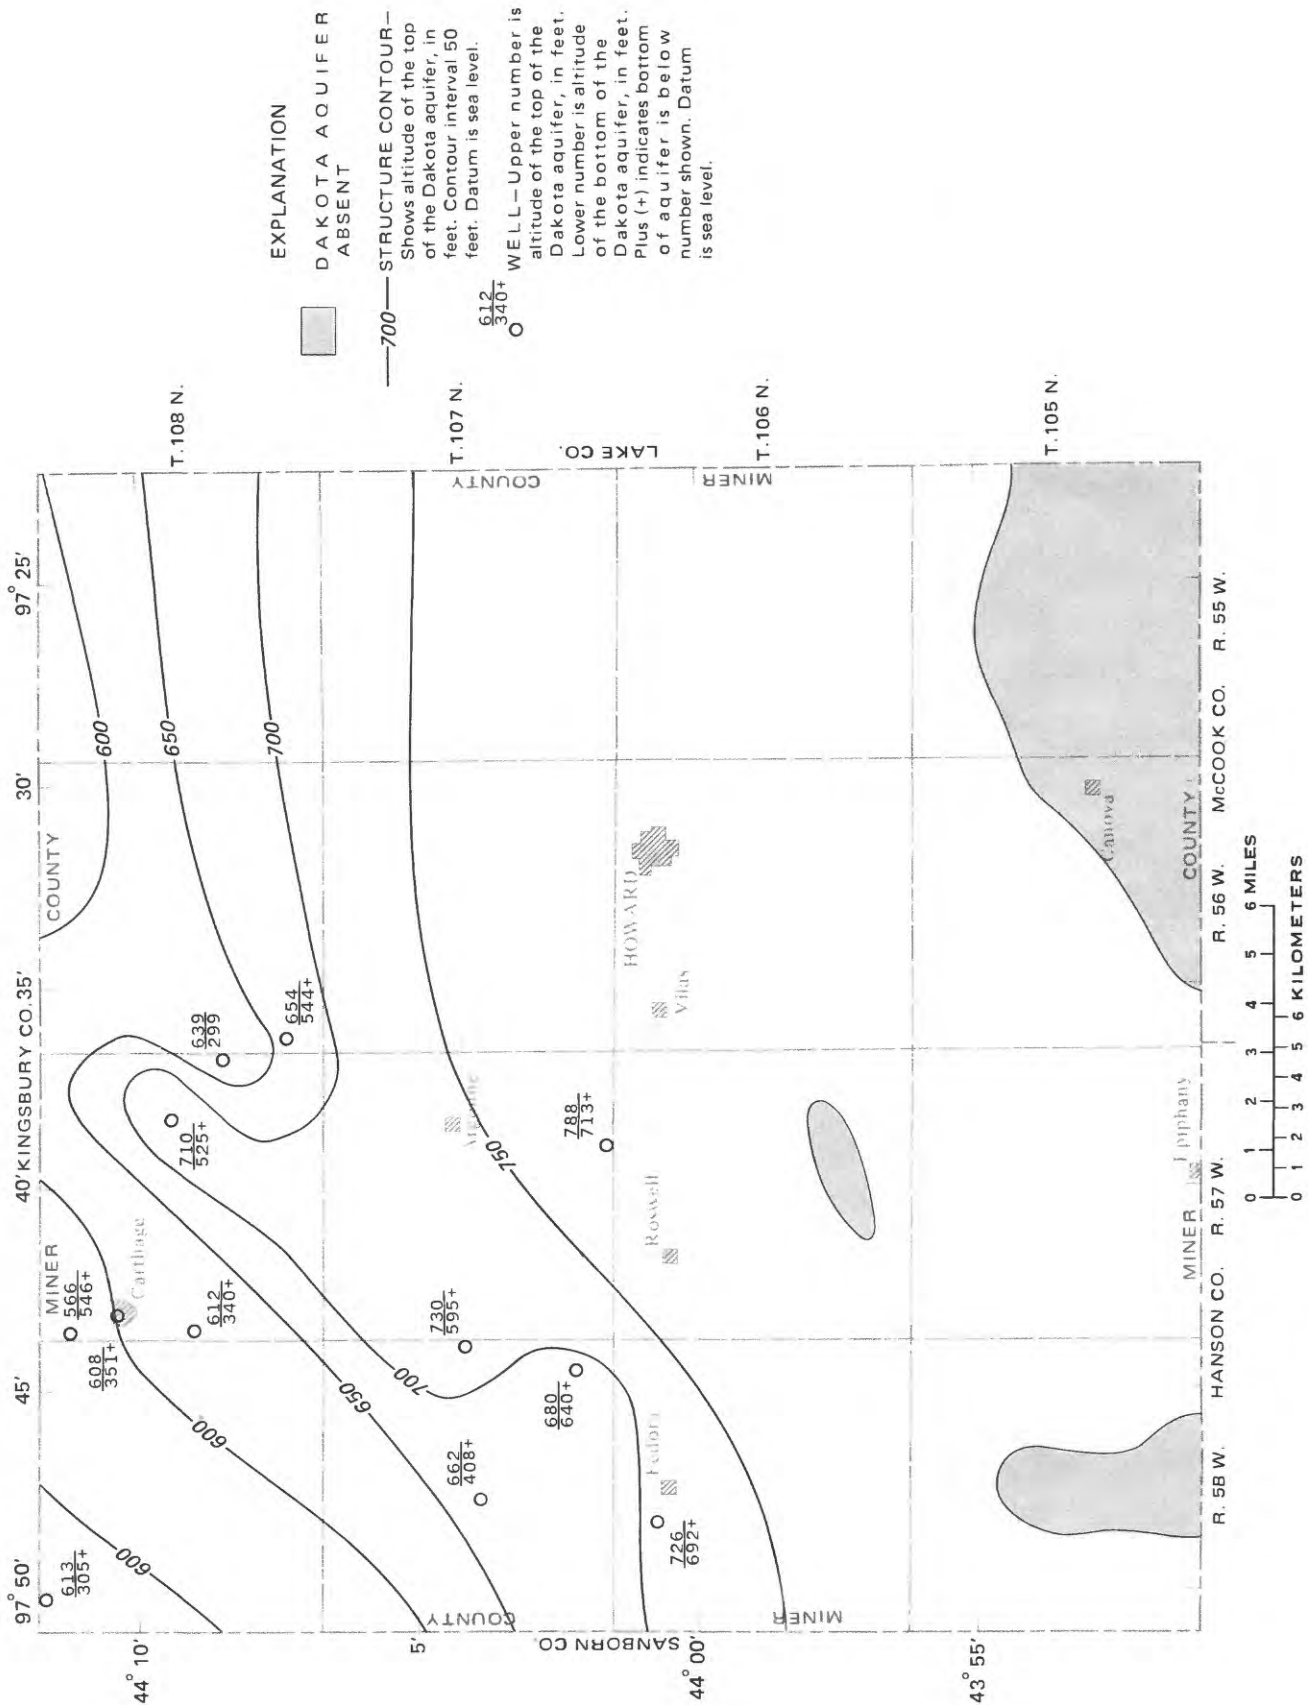 EXPLANATION
DAKOTA AQUIFER
ABSENT
—700— STRUCTURE CONTOUR—
Shows altitude of the top
of the Dakota aquifer, in
feet. Contour interval 50
feet. Datum is sea level.
612
340+
WELL—Upper number is
altitude of the top of the
Dakota aquifer, in feet.
Lower number is altitude
of the bottom of the
Dakota aquifer, in feet.
Plus (+) indicates bottom
of aquifer is below
number shown. Datum
is sea level.
97° 50'
45'
40'
KINGSBURY CO.
35'
30'
97° 25'
MINER
COUNTY
44° 10'
5'
44° 00'
43° 55'
T.108 N.
T.107 N.
T.106 N.
T.105 N.
613
305+
566
546+
608
351+
Carthage
612
340+
710
525+
639
299
654
544+
600
600
600
650
650
700
700
750
730
595+
662
408+
680
640+
788
713+
726
692+
Argonne
Fedora
Roswell
Vilas
HOWARD
Canova
Epiphany
SANBORN CO.
COUNTY
MINER
LAKE CO.
COUNTY
MINER
MINER
COUNTY
R. 58 W.
HANSON CO.
R. 57 W.
R. 56 W.
McCOOK CO.
R. 55 W.
0 1 2 3 4 5 6 MILES
0 1 2 3 4 5 6 KILOMETERS